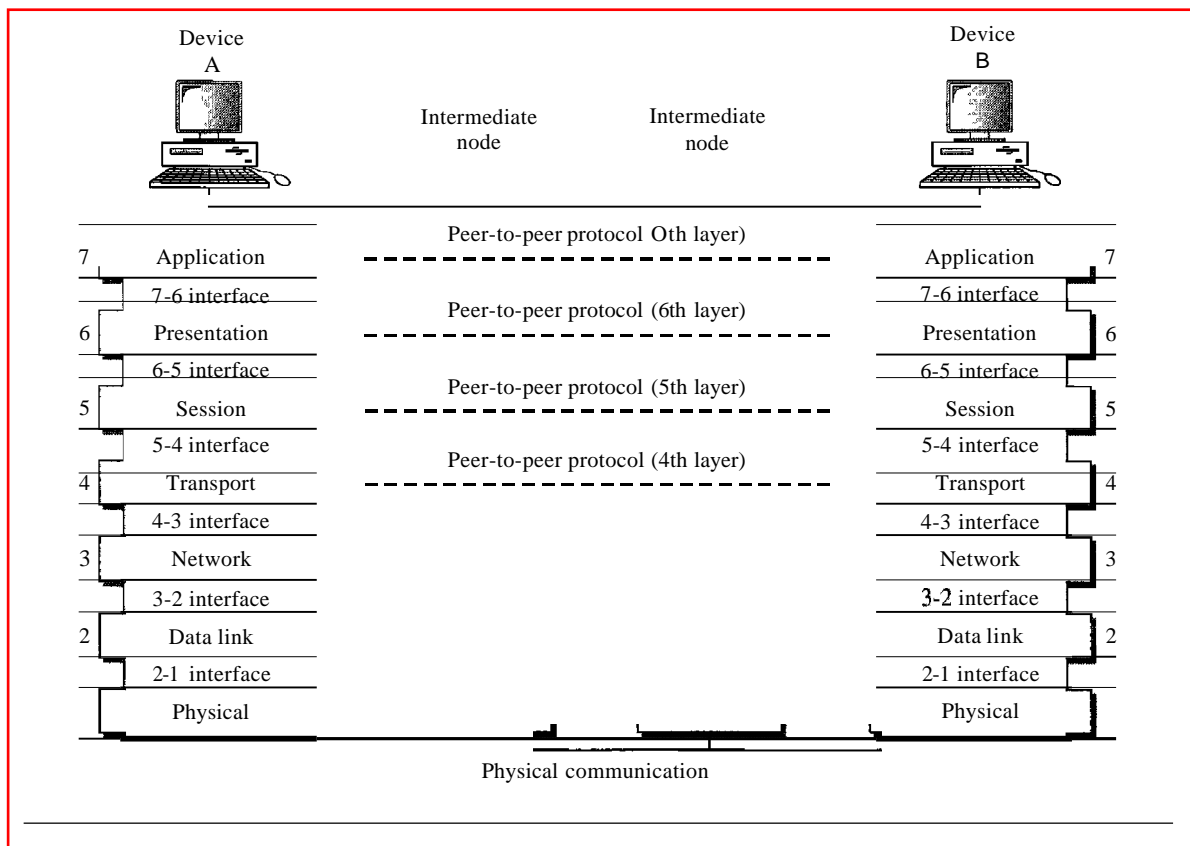 Device
A
Device
B
Intermediate
node
Intermediate
node
Peer-to-peer protocol Oth layer)
7 Application
Application 7
7-6 interface
7-6 interface
Peer-to-peer protocol (6th layer)
6 Presentation
Presentation 6
6-5 interface
6-5 interface
Peer-to-peer protocol (5th layer)
5 Session
Session 5
5-4 interface
5-4 interface
Peer-to-peer protocol (4th layer)
4 Transport
Transport 4
4-3 interface
4-3 interface
3 Network
Network 3
3-2 interface
3-2 interface
2 Data link
Data link 2
2-1 interface
2-1 interface
Physical
Physical
Physical communication